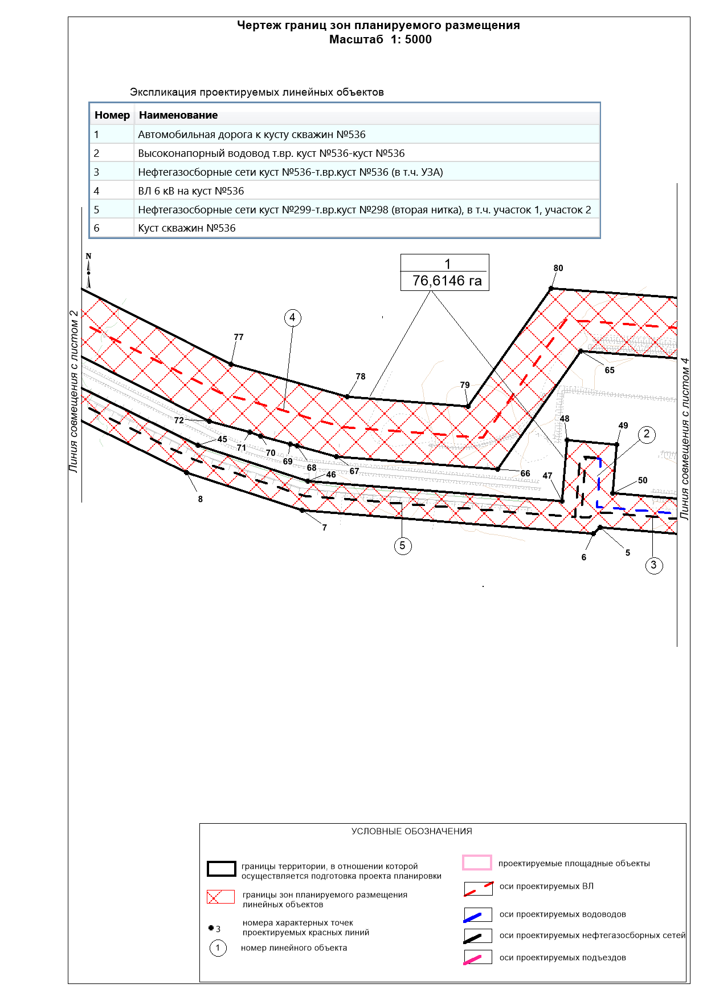 Чертеж границ зон планируемого размещения
Масштаб 1: 5000
Экспликация проектируемых линейных объектов
Номер Наименование
1 Автомобильная дорога к кусту скважин №536
2 Высоконапорный водовод т.вр. куст №536-куст №536
3 Нефтегазосборные сети куст №536-т.вр.куст №536 (в т.ч. УЗА)
4 ВЛ 6 кВ на куст №536
5 Нефтегазосборные сети куст №299-т.вр.куст №298 (вторая нитка), в т.ч. участок 1, участок 2
6 Куст скважин №536
N
1
76,6146 га
80
4
77
78
79
65
Линия совмещения с листом 2
Линия совмещения с листом 4
72
45
71
70
69
68
67
46
66
47
48
49
2
50
8
7
5
6
5
3
УСЛОВНЫЕ ОБОЗНАЧЕНИЯ
границы территории, в отношении которой
осуществляется подготовка проекта планировки
границы зон планируемого размещения
линейных объектов
3
номера характерных точек
проектируемых красных линий
1
номер линейного объекта
проектируемые площадные объекты
оси проектируемых ВЛ
оси проектируемых водоводов
оси проектируемых нефтегазосборных сетей
оси проектируемых подъездов